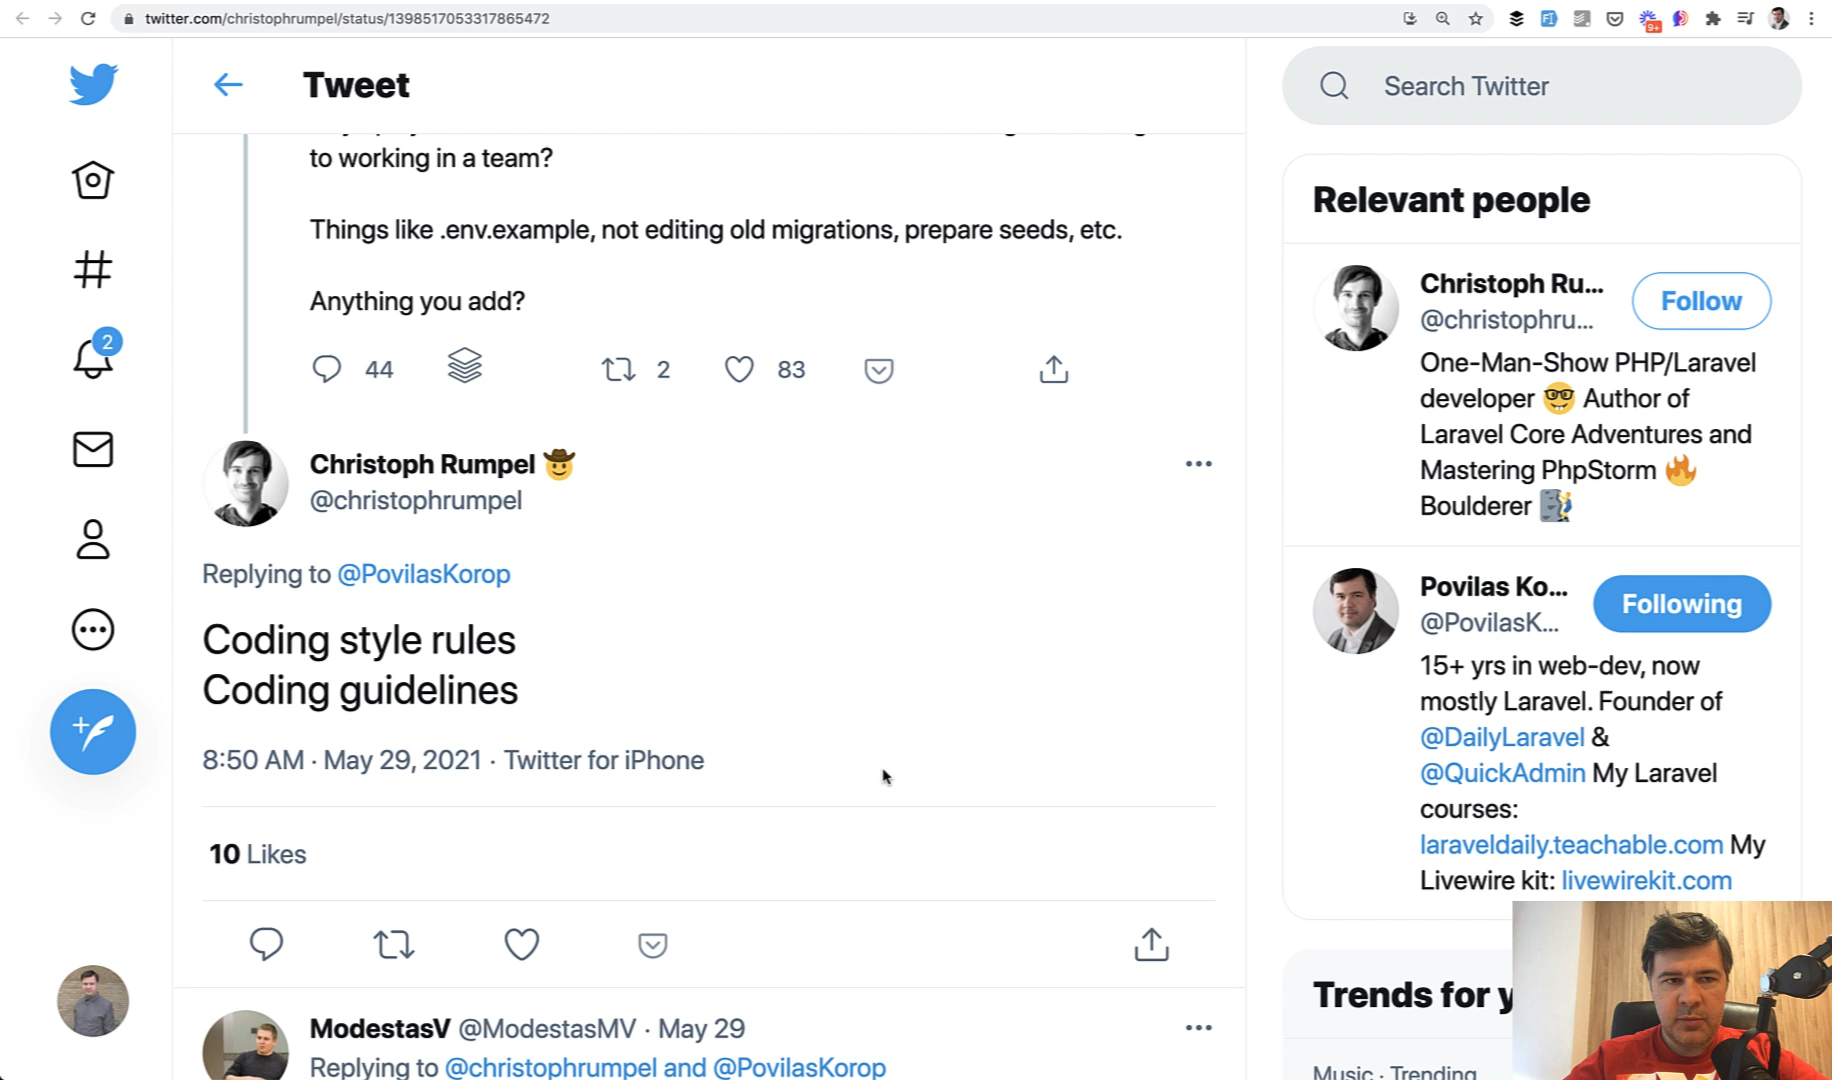 twitter.com/christophrumpel/status/1398517053317865472
9+
Tweet
Search Twitter
to working in a team?
Things like .env.example, not editing old migrations, prepare seeds, etc.
Anything you add?
44
2
83
2
Christoph Rumpel
@christophrumpel
Replying to @PovilasKorop
Coding style rules
Coding guidelines
8:50 AM · May 29, 2021 · Twitter for iPhone
10 Likes
ModestasV @ModestasMV · May 29
Replying to @christophrumpel and @PovilasKorop
Relevant people
Christoph Ru...
@christophru...
Follow
One-Man-Show PHP/Laravel
developer 🤓 Author of
Laravel Core Adventures and
Mastering PhpStorm 🔥
Boulderer
Povilas Ko...
@PovilasK...
Following
15+ yrs in web-dev, now
mostly Laravel. Founder of
@DailyLaravel &
@QuickAdmin My Laravel
courses:
laraveldaily.teachable.com My
Livewire kit: livewirekit.com
Trends for y
Music · Trending